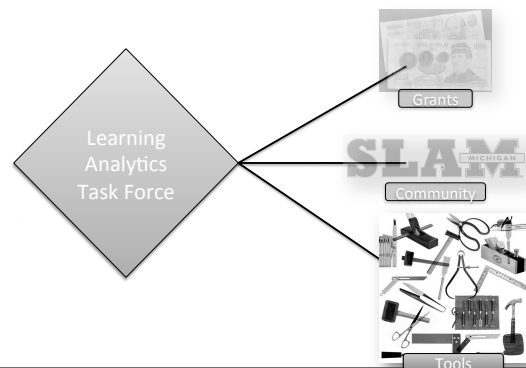 Learning
Analytics
Task Force
Grants
SLAM
MICHIGAN
Community
Tools